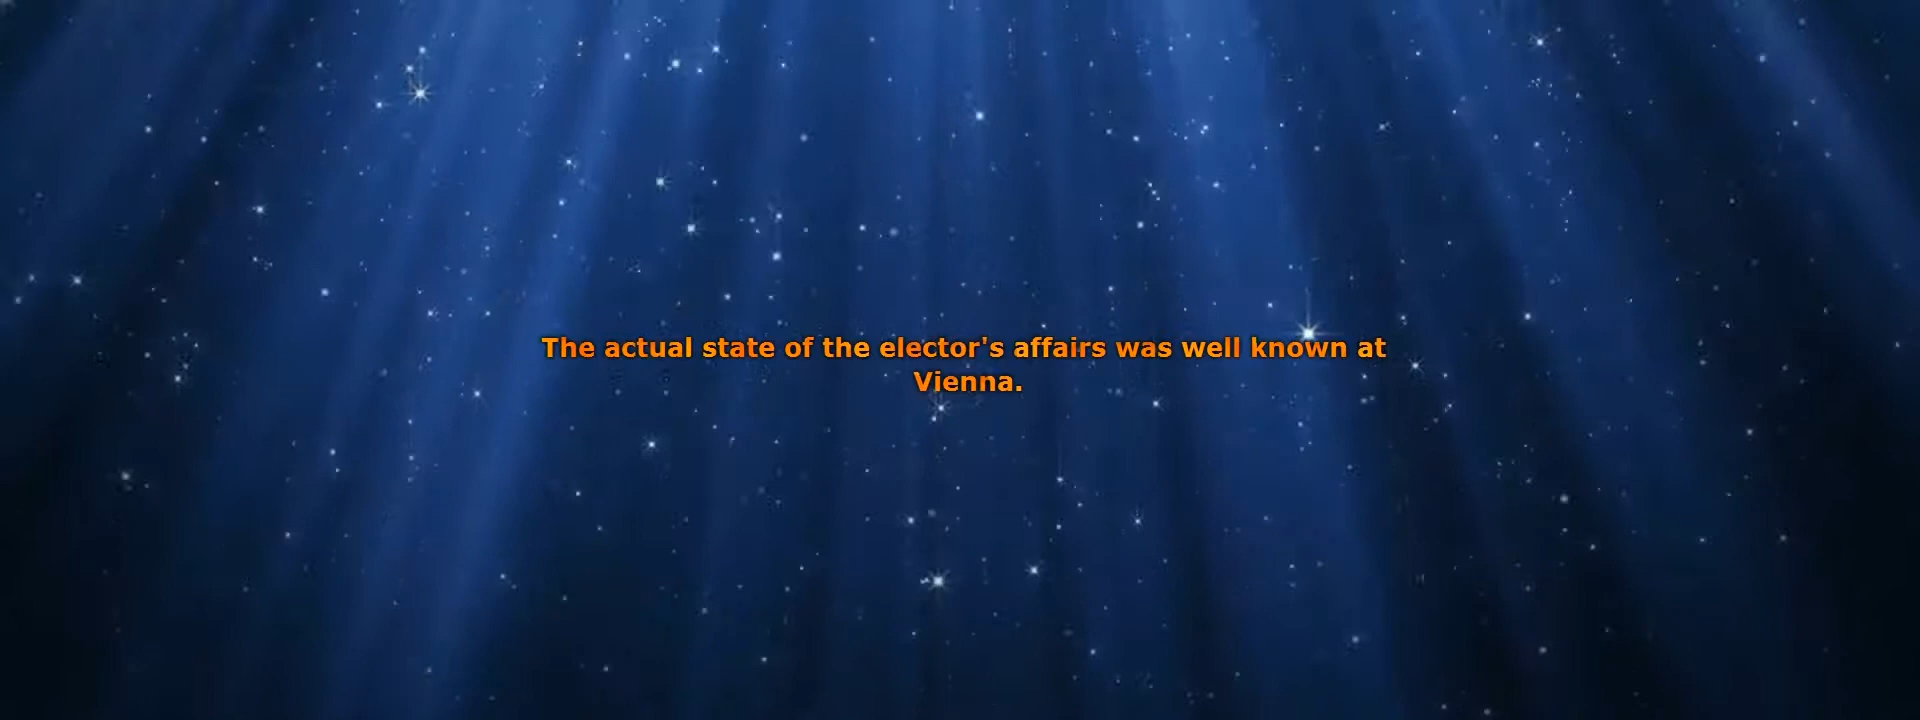 The actual state of the elector's affairs was well known at
Vienna.